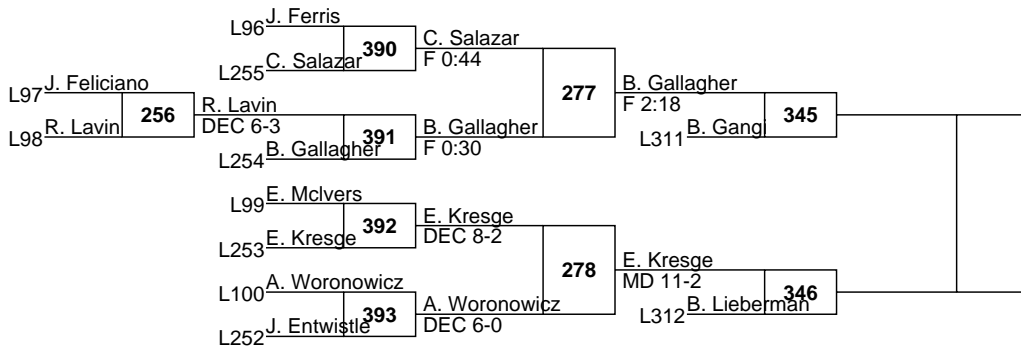 L96 J. Ferris
390
C. Salazar
F 0:44
L255 C. Salazar
277
L97 J. Feliciano
256
R. Lavin
DEC 6-3
L98 R. Lavin
391
B. Gallagher
F 0:30
L254 B. Gallagher
B. Gallagher
F 2:18
345
L311 B. Gangi
L99 E. McIvers
392
E. Kresge
DEC 8-2
L253 E. Kresge
278
L100 A. Woronowicz
393
A. Woronowicz
DEC 6-0
L252 J. Entwistle
E. Kresge
MD 11-2
346
L312 B. Lieberman